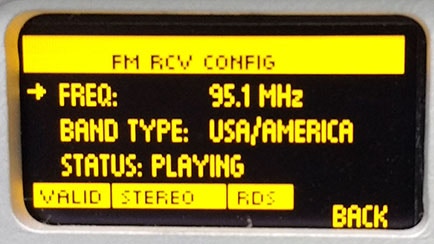 FM RCV CONFIG
→ FREQ: 95.1 MHz
BAND TYPE: USA/AMERICA
STATUS: PLAYING
VALID STEREO RDS
BACK